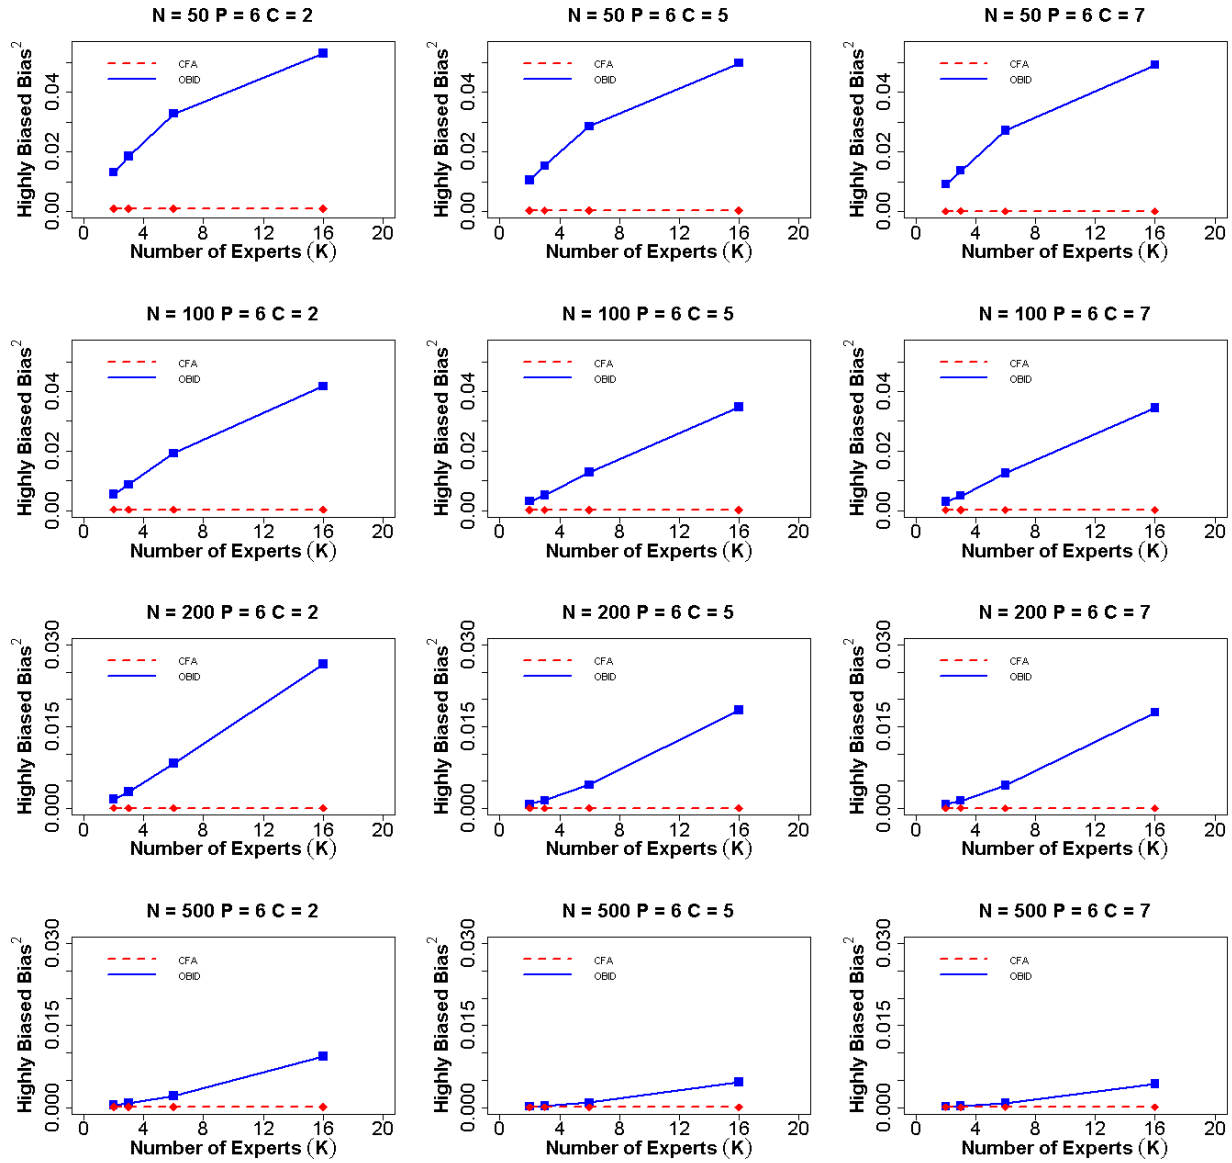 N = 50 P = 6 C = 2
Highly Biased Bias²
0.00 0.02 0.04
CFA
OBID
0 4 8 12 16 20
Number of Experts (K)
N = 50 P = 6 C = 5
Highly Biased Bias²
0.00 0.02 0.04
CFA
OBID
0 4 8 12 16 20
Number of Experts (K)
N = 50 P = 6 C = 7
Highly Biased Bias²
0.00 0.02 0.04
CFA
OBID
0 4 8 12 16 20
Number of Experts (K)
N = 100 P = 6 C = 2
Highly Biased Bias²
0.00 0.02 0.04
CFA
OBID
0 4 8 12 16 20
Number of Experts (K)
N = 100 P = 6 C = 5
Highly Biased Bias²
0.00 0.02 0.04
CFA
OBID
0 4 8 12 16 20
Number of Experts (K)
N = 100 P = 6 C = 7
Highly Biased Bias²
0.00 0.02 0.04
CFA
OBID
0 4 8 12 16 20
Number of Experts (K)
N = 200 P = 6 C = 2
Highly Biased Bias²
0.000 0.015 0.030
CFA
OBID
0 4 8 12 16 20
Number of Experts (K)
N = 200 P = 6 C = 5
Highly Biased Bias²
0.000 0.015 0.030
CFA
OBID
0 4 8 12 16 20
Number of Experts (K)
N = 200 P = 6 C = 7
Highly Biased Bias²
0.000 0.015 0.030
CFA
OBID
0 4 8 12 16 20
Number of Experts (K)
N = 500 P = 6 C = 2
Highly Biased Bias²
0.000 0.015 0.030
CFA
OBID
0 4 8 12 16 20
Number of Experts (K)
N = 500 P = 6 C = 5
Highly Biased Bias²
0.000 0.015 0.030
CFA
OBID
0 4 8 12 16 20
Number of Experts (K)
N = 500 P = 6 C = 7
Highly Biased Bias²
0.000 0.015 0.030
CFA
OBID
0 4 8 12 16 20
Number of Experts (K)